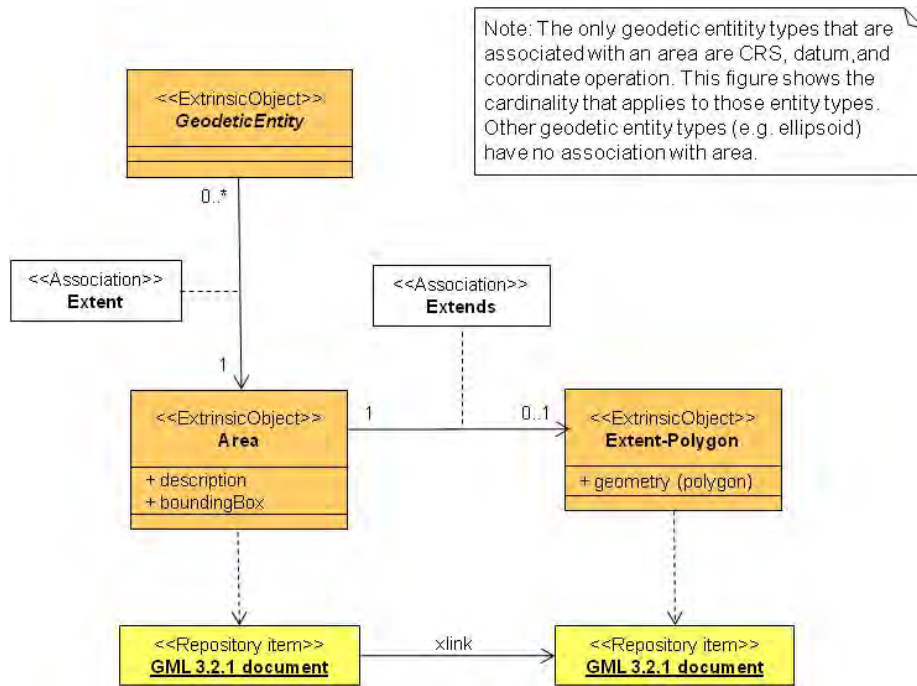 Note: The only geodetic entitity types that are
associated with an area are CRS, datum,and
coordinate operation. This figure shows the
cardinality that applies to those entity types.
Other geodetic entity types (e.g. ellipsoid)
have no association with area.
<<ExtrinsicObject>>
GeodeticEntity
0..*
<<Association>>
Extent
<<Association>>
Extends
1
<<ExtrinsicObject>>
Area
+ description
+ boundingBox
1
0..1
<<ExtrinsicObject>>
Extent-Polygon
+ geometry (polygon)
<<Repository item>>
GML 3.2.1 document
xlink
<<Repository item>>
GML 3.2.1 document